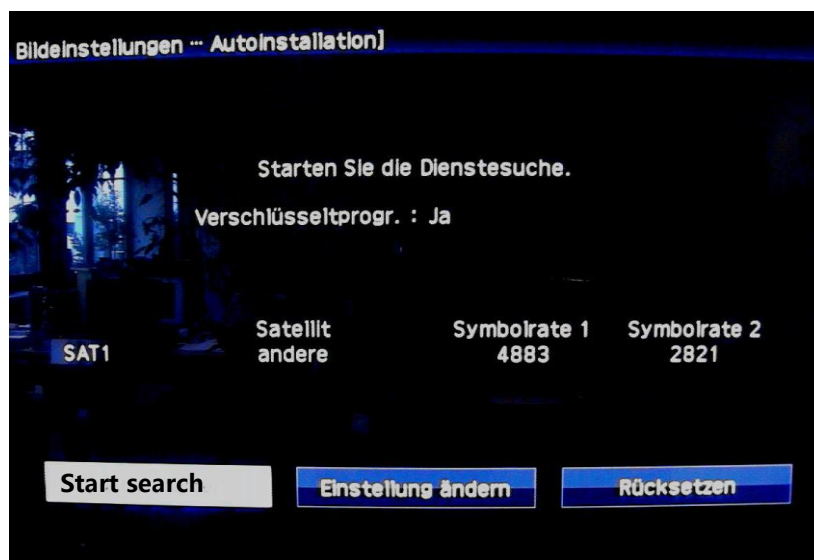 Bildeinstellungen ... Autoinstallation]
Starten Sie die Dienstesuche.
Verschlüsseltprogr. : Ja
Satellit Symbolrate 1 Symbolrate 2
SAT1 andere 4883 2821
Start search Einstellung ändern Rücksetzen